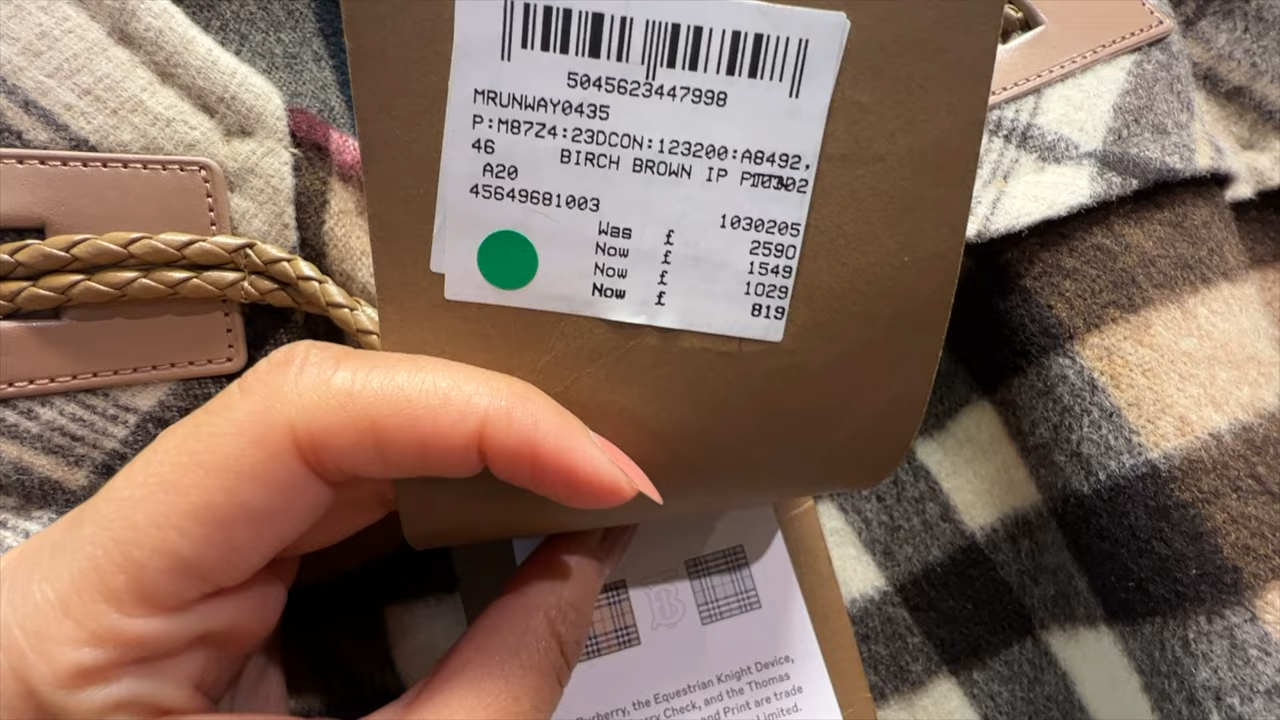 5045623447998
MRUNWAY0435
P:M87Z4:23DCON:123200:A8492,
46 BIRCH BROWN IP
A20
45649681003 1030205
Was £ 2590
Now £ 1549
Now £ 1029
Now £ 819
the Equestrian Knight Device,
Check, and the Thomas
and Print are trade
Limited.